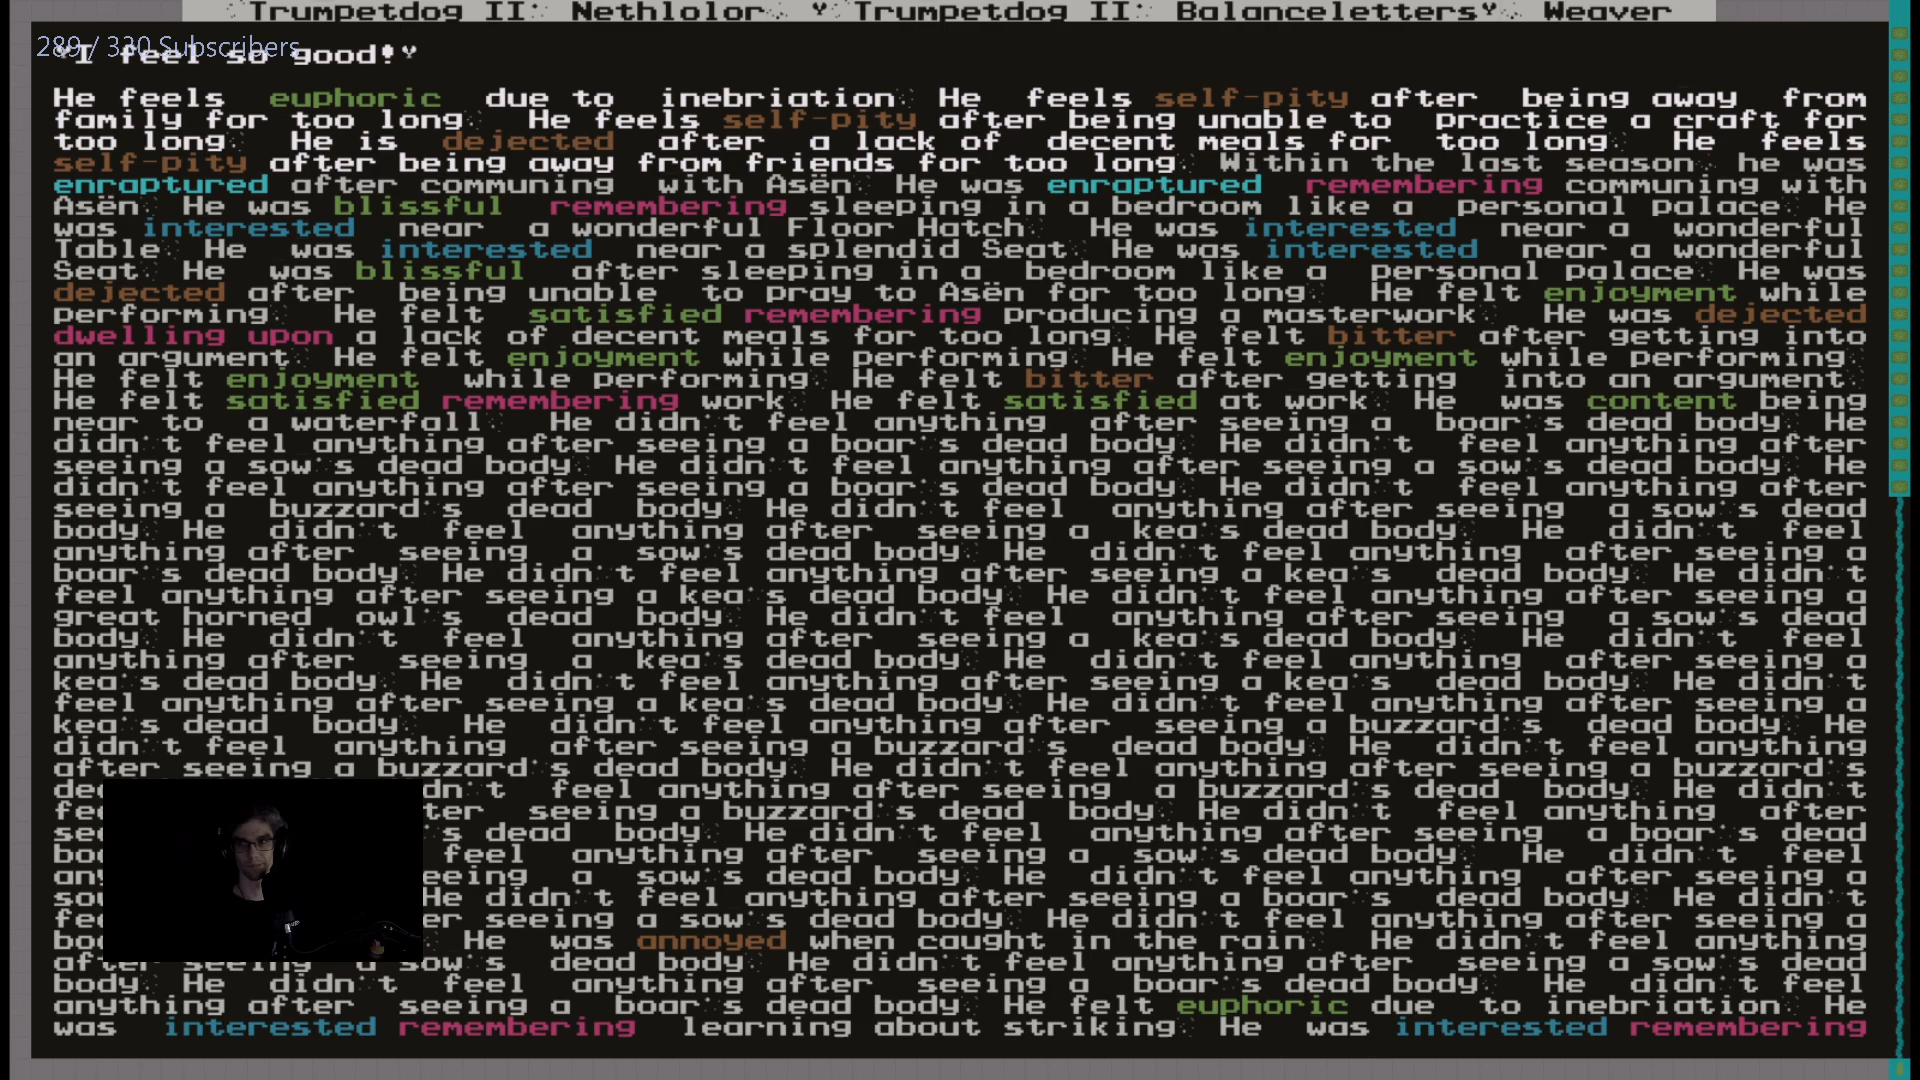 Trumpetdog II: Nethlolor. Trumpetdog II: Balanceletters. Weaver
289 / 330 Subscribers
I feel so good!
He feels euphoric due to inebriation. He feels self-pity after being away from
family for too long. He feels self-pity after being unable to practice a craft for
too long. He is dejected after a lack of decent meals for too long. He feels
self-pity after being away from friends for too long. Within the last season, he was
enraptured after communing with Asën. He was enraptured remembering communing with
Asën. He was blissful remembering sleeping in a bedroom like a personal palace. He
was interested near a wonderful Floor Hatch. He was interested near a wonderful
Table. He was interested near a splendid Seat. He was interested near a wonderful
Seat. He was blissful after sleeping in a bedroom like a personal palace. He was
dejected after being unable to pray to Asën for too long. He felt enjoyment while
performing. He felt satisfied remembering producing a masterwork. He was dejected
dwelling upon a lack of decent meals for too long. He felt bitter after getting into
an argument. He felt enjoyment while performing. He felt enjoyment while performing.
He felt enjoyment while performing. He felt bitter after getting into an argument.
He felt satisfied remembering work. He felt satisfied at work. He was content being
near to a waterfall. He didn't feel anything after seeing a boar's dead body. He
didn't feel anything after seeing a boar's dead body. He didn't feel anything after
seeing a sow's dead body. He didn't feel anything after seeing a sow's dead body. He
didn't feel anything after seeing a boar's dead body. He didn't feel anything after
seeing a buzzard's dead body. He didn't feel anything after seeing a sow's dead
body. He didn't feel anything after seeing a kea's dead body. He didn't feel
anything after seeing a sow's dead body. He didn't feel anything after seeing a
boar's dead body. He didn't feel anything after seeing a kea's dead body. He didn't
feel anything after seeing a kea's dead body. He didn't feel anything after seeing a
great horned owl's dead body. He didn't feel anything after seeing a sow's dead
body. He didn't feel anything after seeing a kea's dead body. He didn't feel
anything after seeing a kea's dead body. He didn't feel anything after seeing a
kea's dead body. He didn't feel anything after seeing a kea's dead body. He didn't
feel anything after seeing a kea's dead body. He didn't feel anything after seeing a
kea's dead body. He didn't feel anything after seeing a buzzard's dead body. He
didn't feel anything after seeing a buzzard's dead body. He didn't feel anything
after seeing a buzzard's dead body. He didn't feel anything after seeing a buzzard's
feel anything after seeing a buzzard's dead body. He didn't
seeing a buzzard's dead body. He didn't feel anything after
dead body. He didn't feel anything after seeing a boar's dead
feel anything after seeing a sow's dead body. He didn't feel
seeing a sow's dead body. He didn't feel anything after seeing a
He didn't feel anything after seeing a boar's dead body. He didn't
seeing a sow's dead body. He didn't feel anything after seeing a
He was annoyed when caught in the rain. He didn't feel anything
after seeing a sow's dead body. He didn't feel anything after seeing a sow's dead
body. He didn't feel anything after seeing a boar's dead body. He didn't feel
anything after seeing a boar's dead body. He felt euphoric due to inebriation. He
was interested remembering learning about striking. He was interested remembering